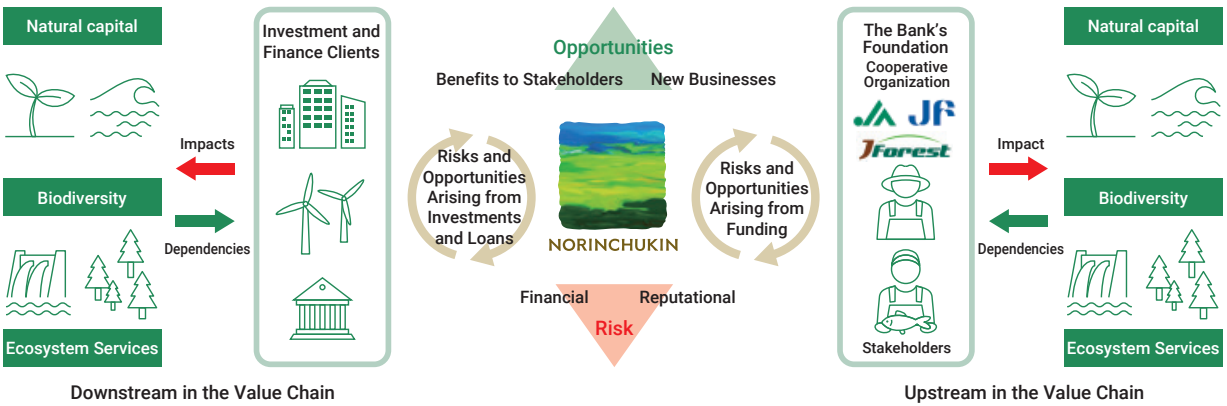 Natural capital
Impacts
Biodiversity
Dependencies
Ecosystem Services
Downstream in the Value Chain
Investment and
Finance Clients
Risks and
Opportunities
Arising from
Investments
and Loans
Opportunities
Benefits to Stakeholders
New Businesses
NORINCHUKIN
Financial
Reputational
Risk
Risks and
Opportunities
Arising from
Funding
The Bank's
Foundation
Cooperative
Organization
JA
JF
JForest
Stakeholders
Natural capital
Impact
Biodiversity
Dependencies
Ecosystem Services
Upstream in the Value Chain